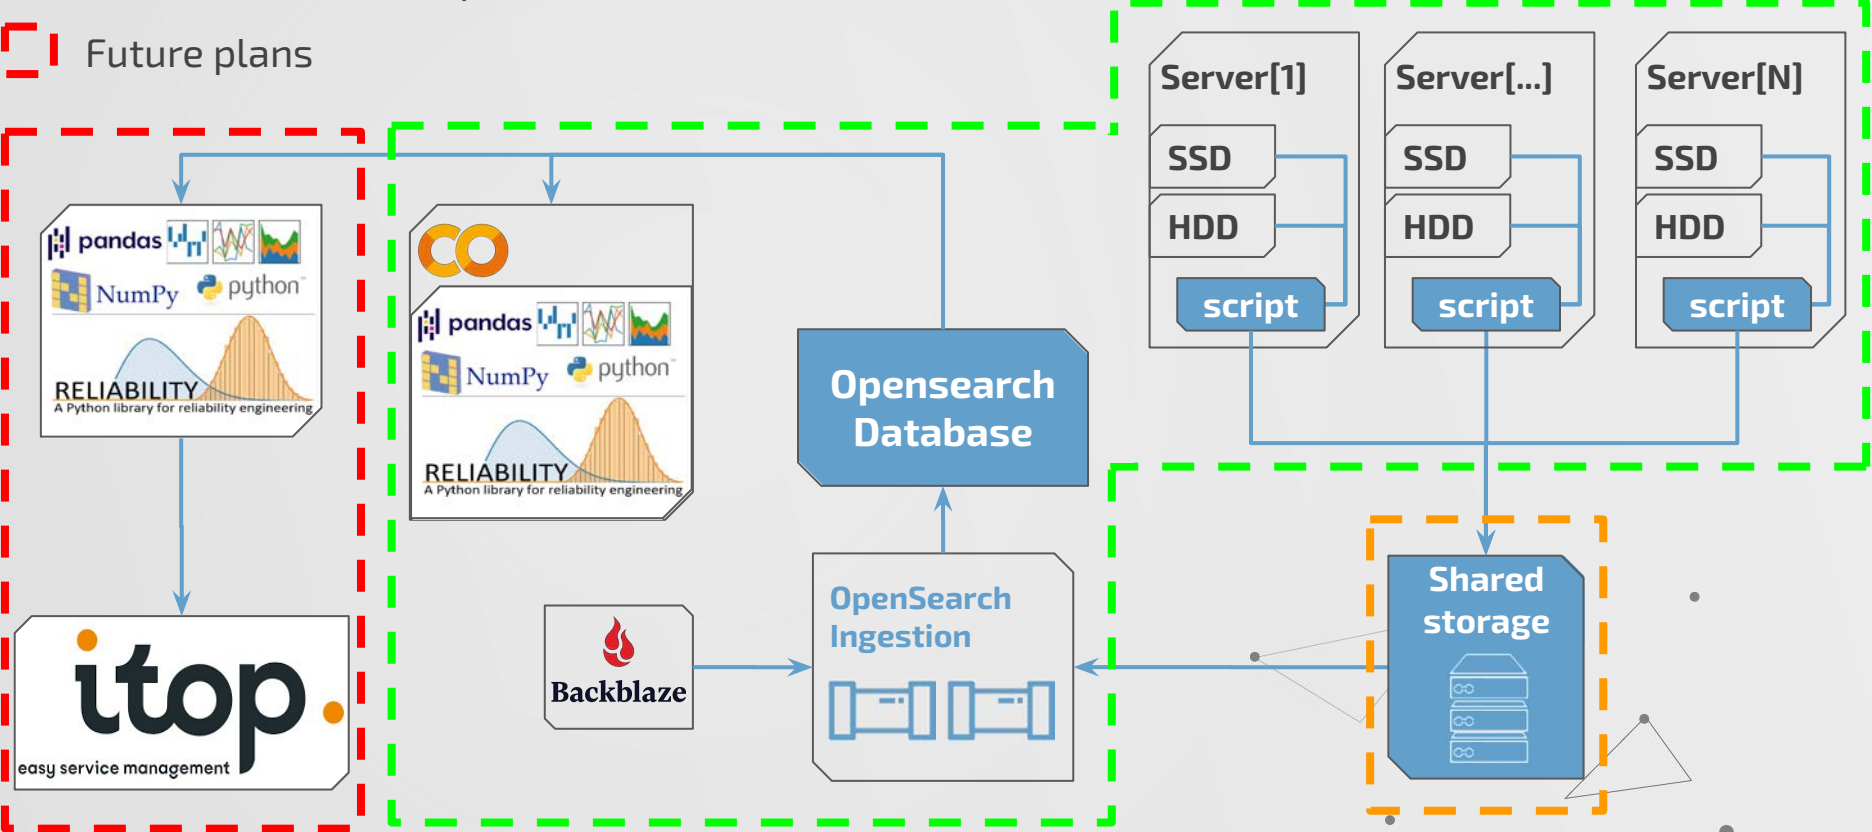 Future plans
Server[1]
SSD
HDD
script
Server[...]
SSD
HDD
script
Server[N]
SSD
HDD
script
pandas
NumPy
python™
RELIABILITY
A Python library for reliability engineering
itop.
easy service management
pandas
NumPy
python™
RELIABILITY
A Python library for reliability engineering
Opensearch
Database
Backblaze
OpenSearch
Ingestion
Shared
storage